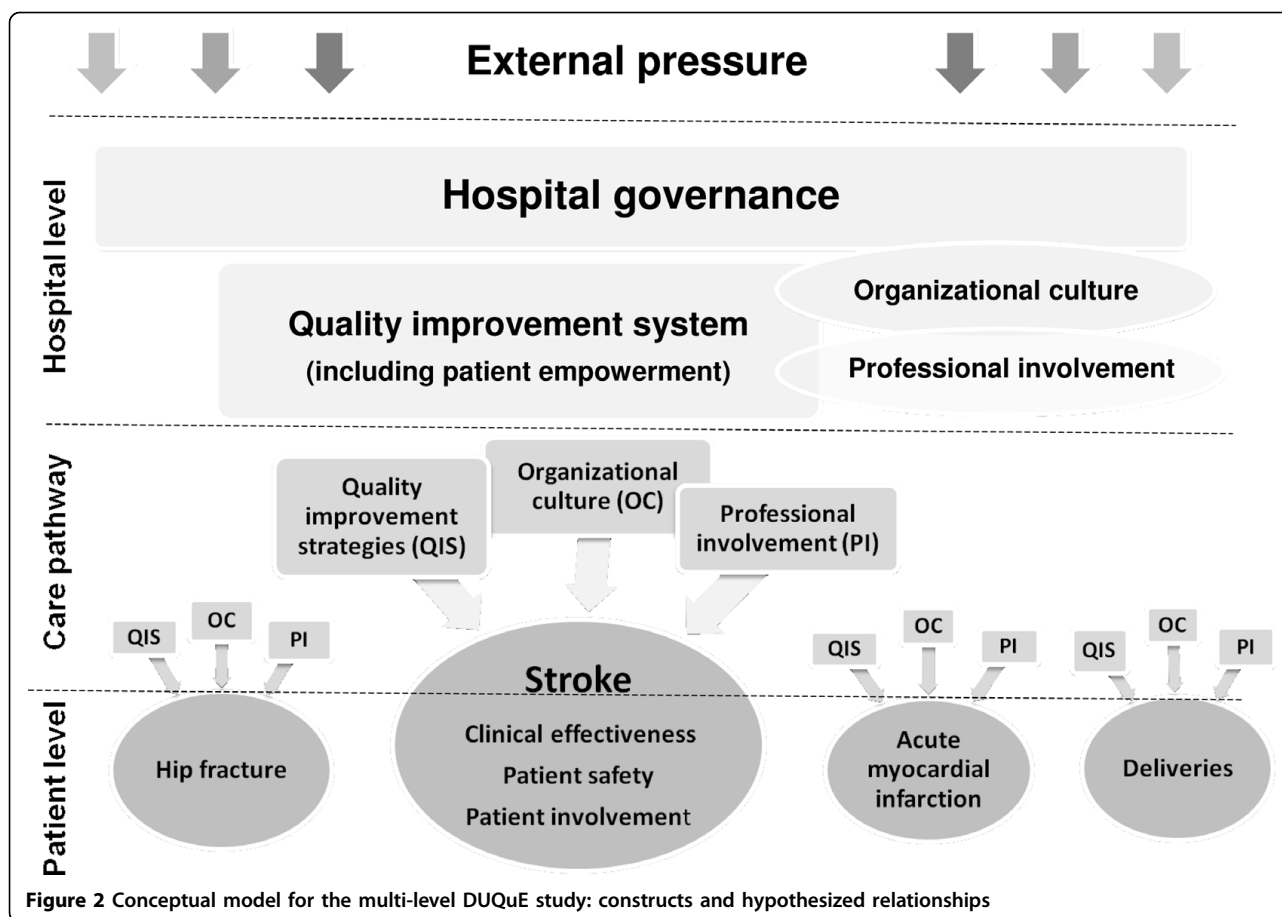 External pressure
Hospital level
Hospital governance
Organizational culture
Quality improvement system
(including patient empowerment)
Professional involvement
Care pathway
Quality
improvement
strategies (QIS)
Organizational
culture (OC)
Professional
involvement (PI)
QIS
OC
PI
QIS
OC
PI
QIS
OC
PI
Patient level
Hip fracture
Stroke
Clinical effectiveness
Patient safety
Patient involvement
Acute
myocardial
infarction
Deliveries
Figure 2 Conceptual model for the multi-level DUQuE study: constructs and hypothesized relationships